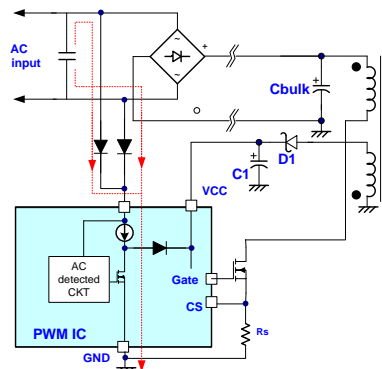 AC
input
~
+
~
-
+
Cbulk
+
C1
D1
VCC
AC
detected
CKT
Gate
CS
PWM IC
Rs
GND